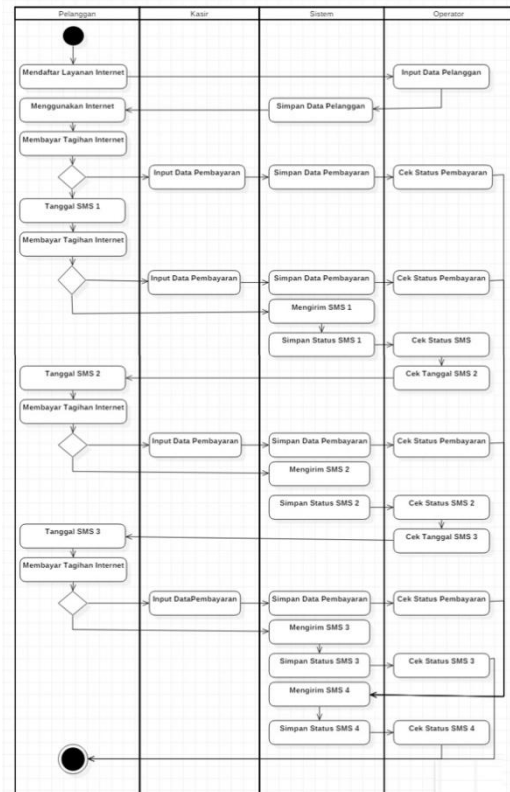 Pelanggan Kasir Sistem Operator
Mendaftar Layanan Internet Input Data Pelanggan
Menggunakan Internet Simpan Data Pelanggan
Membayar Tagihan Internet
Input Data Pembayaran Simpan Data Pembayaran Cek Status Pembayaran
Tanggal SMS 1
Membayar Tagihan Internet
Input Data Pembayaran Simpan Data Pembayaran Cek Status Pembayaran
Mengirim SMS 1
Simpan Status SMS 1 Cek Status SMS
Tanggal SMS 2 Cek Tanggal SMS 2
Membayar Tagihan Internet
Input Data Pembayaran Simpan Data Pembayaran Cek Status Pembayaran
Mengirim SMS 2
Simpan Status SMS 2 Cek Status SMS 2
Tanggal SMS 3 Cek Tanggal SMS 3
Membayar Tagihan Internet
Input DataPembayaran Simpan Data Pembayaran Cek Status Pembayaran
Mengirim SMS 3
Simpan Status SMS 3 Cek Status SMS 3
Mengirim SMS 4
Simpan Status SMS 4 Cek Status SMS 4